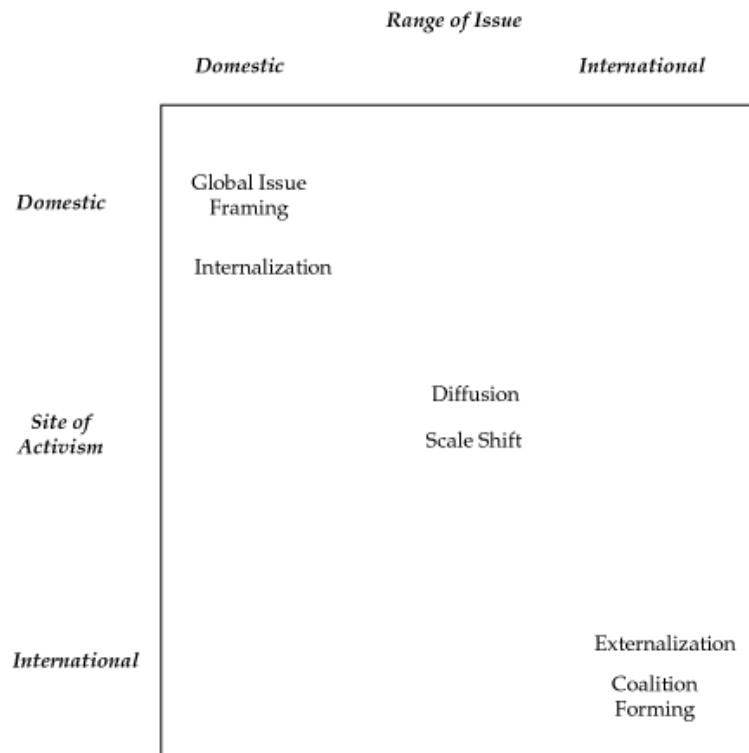 Range of Issue
Domestic International
Domestic
Global Issue
Framing
Internalization
Site of
Activism
Diffusion
Scale Shift
International
Externalization
Coalition
Forming